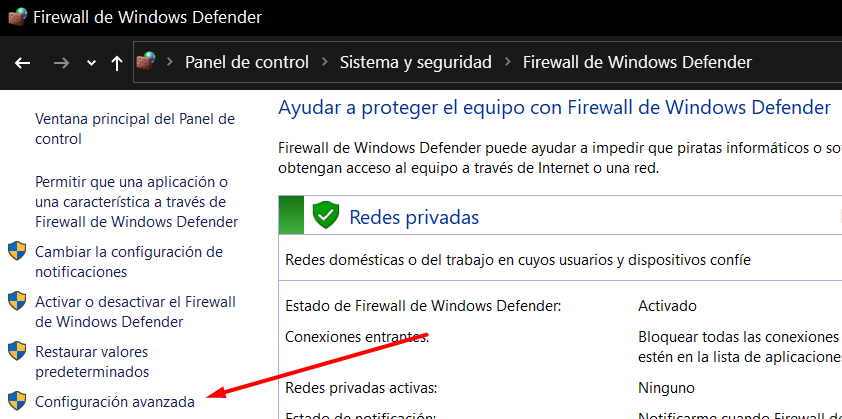 Firewall de Windows Defender
Panel de control
Sistema y seguridad
Firewall de Windows Defender
Ventana principal del Panel de
control
Permitir que una aplicación o
una característica a través de
Firewall de Windows Defender
Cambiar la configuración de
notificaciones
Activar o desactivar el Firewall
de Windows Defender
Restaurar valores
predeterminados
Configuración avanzada
Ayudar a proteger el equipo con Firewall de Windows Defender
Firewall de Windows Defender puede ayudar a impedir que piratas informáticos o so
obtengan acceso al equipo a través de Internet o una red.
Redes privadas
Redes domésticas o del trabajo en cuyos usuarios y dispositivos confíe
Estado de Firewall de Windows Defender:
Activado
Conexiones entrantes:
Bloquear todas las conexiones
estén en la lista de aplicaciones
Redes privadas activas:
Ninguno
Estado de notificación:
Notificarme cuando Firewall d